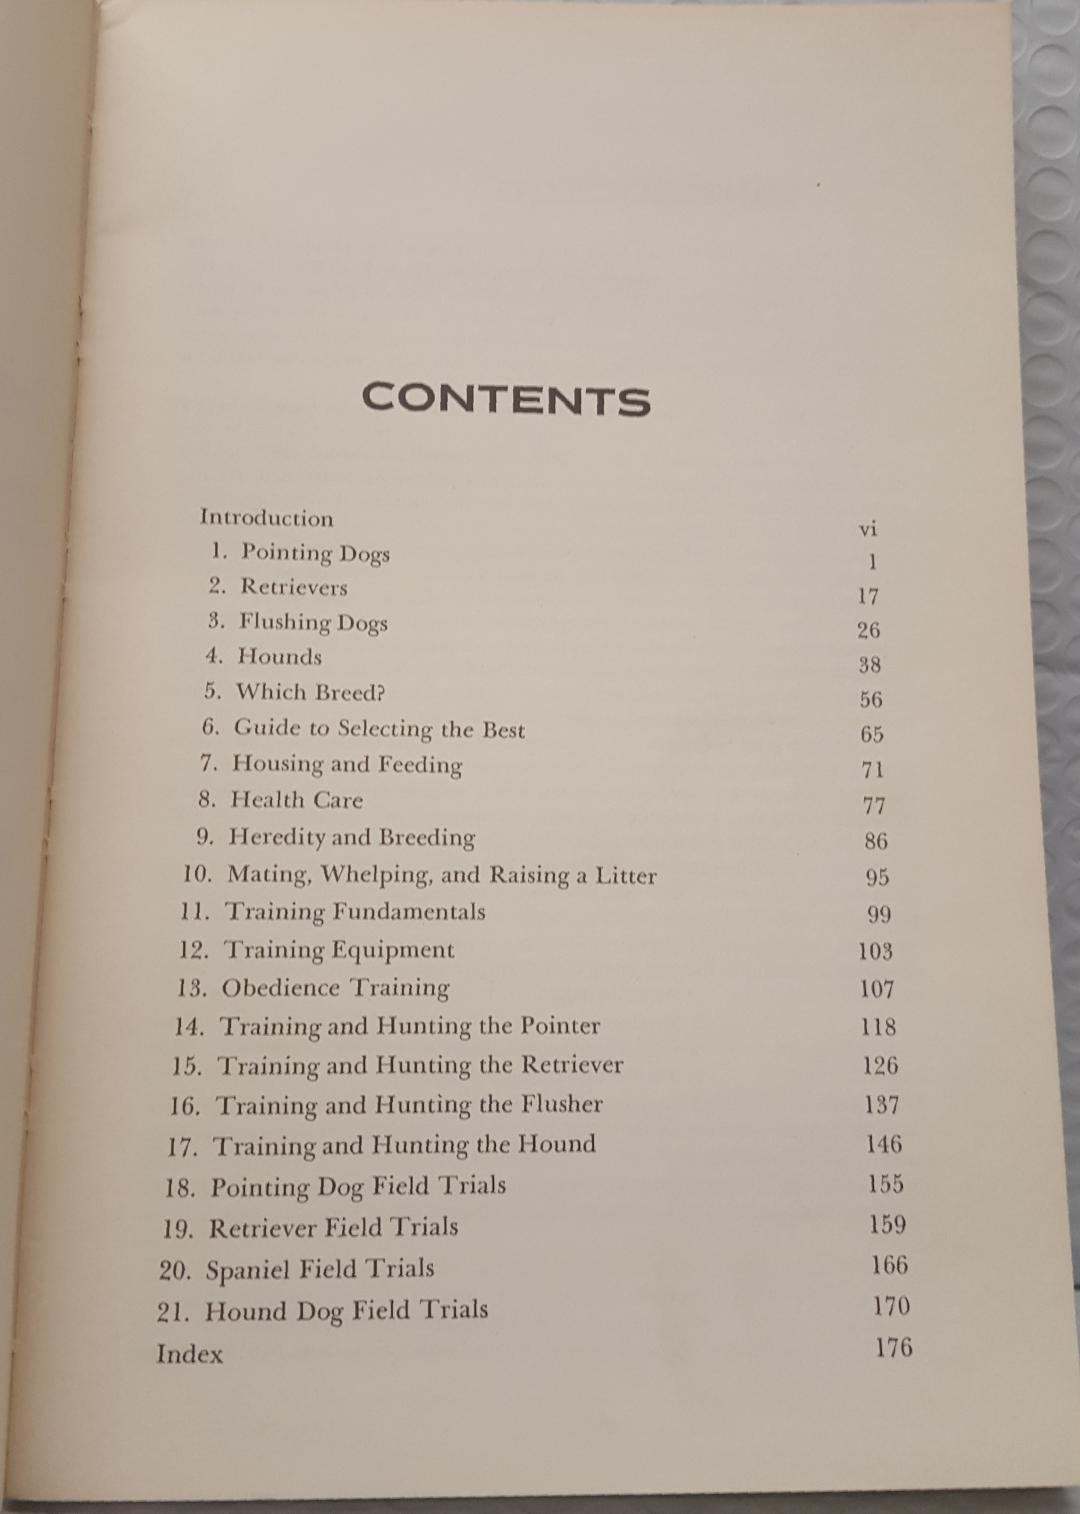 CONTENTS
Introduction vi
1. Pointing Dogs 1
2. Retrievers 17
3. Flushing Dogs 26
4. Hounds 38
5. Which Breed? 56
6. Guide to Selecting the Best 65
7. Housing and Feeding 71
8. Health Care 77
9. Heredity and Breeding 86
10. Mating, Whelping, and Raising a Litter 95
11. Training Fundamentals 99
12. Training Equipment 103
13. Obedience Training 107
14. Training and Hunting the Pointer 118
15. Training and Hunting the Retriever 126
16. Training and Hunting the Flusher 137
17. Training and Hunting the Hound 146
18. Pointing Dog Field Trials 155
19. Retriever Field Trials 159
20. Spaniel Field Trials 166
21. Hound Dog Field Trials 170
Index 176